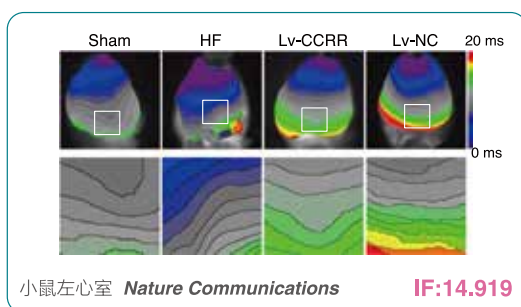 Sham HF Lv-CCRR Lv-NC 20 ms
0 ms
小鼠左心室 Nature Communications IF:14.919